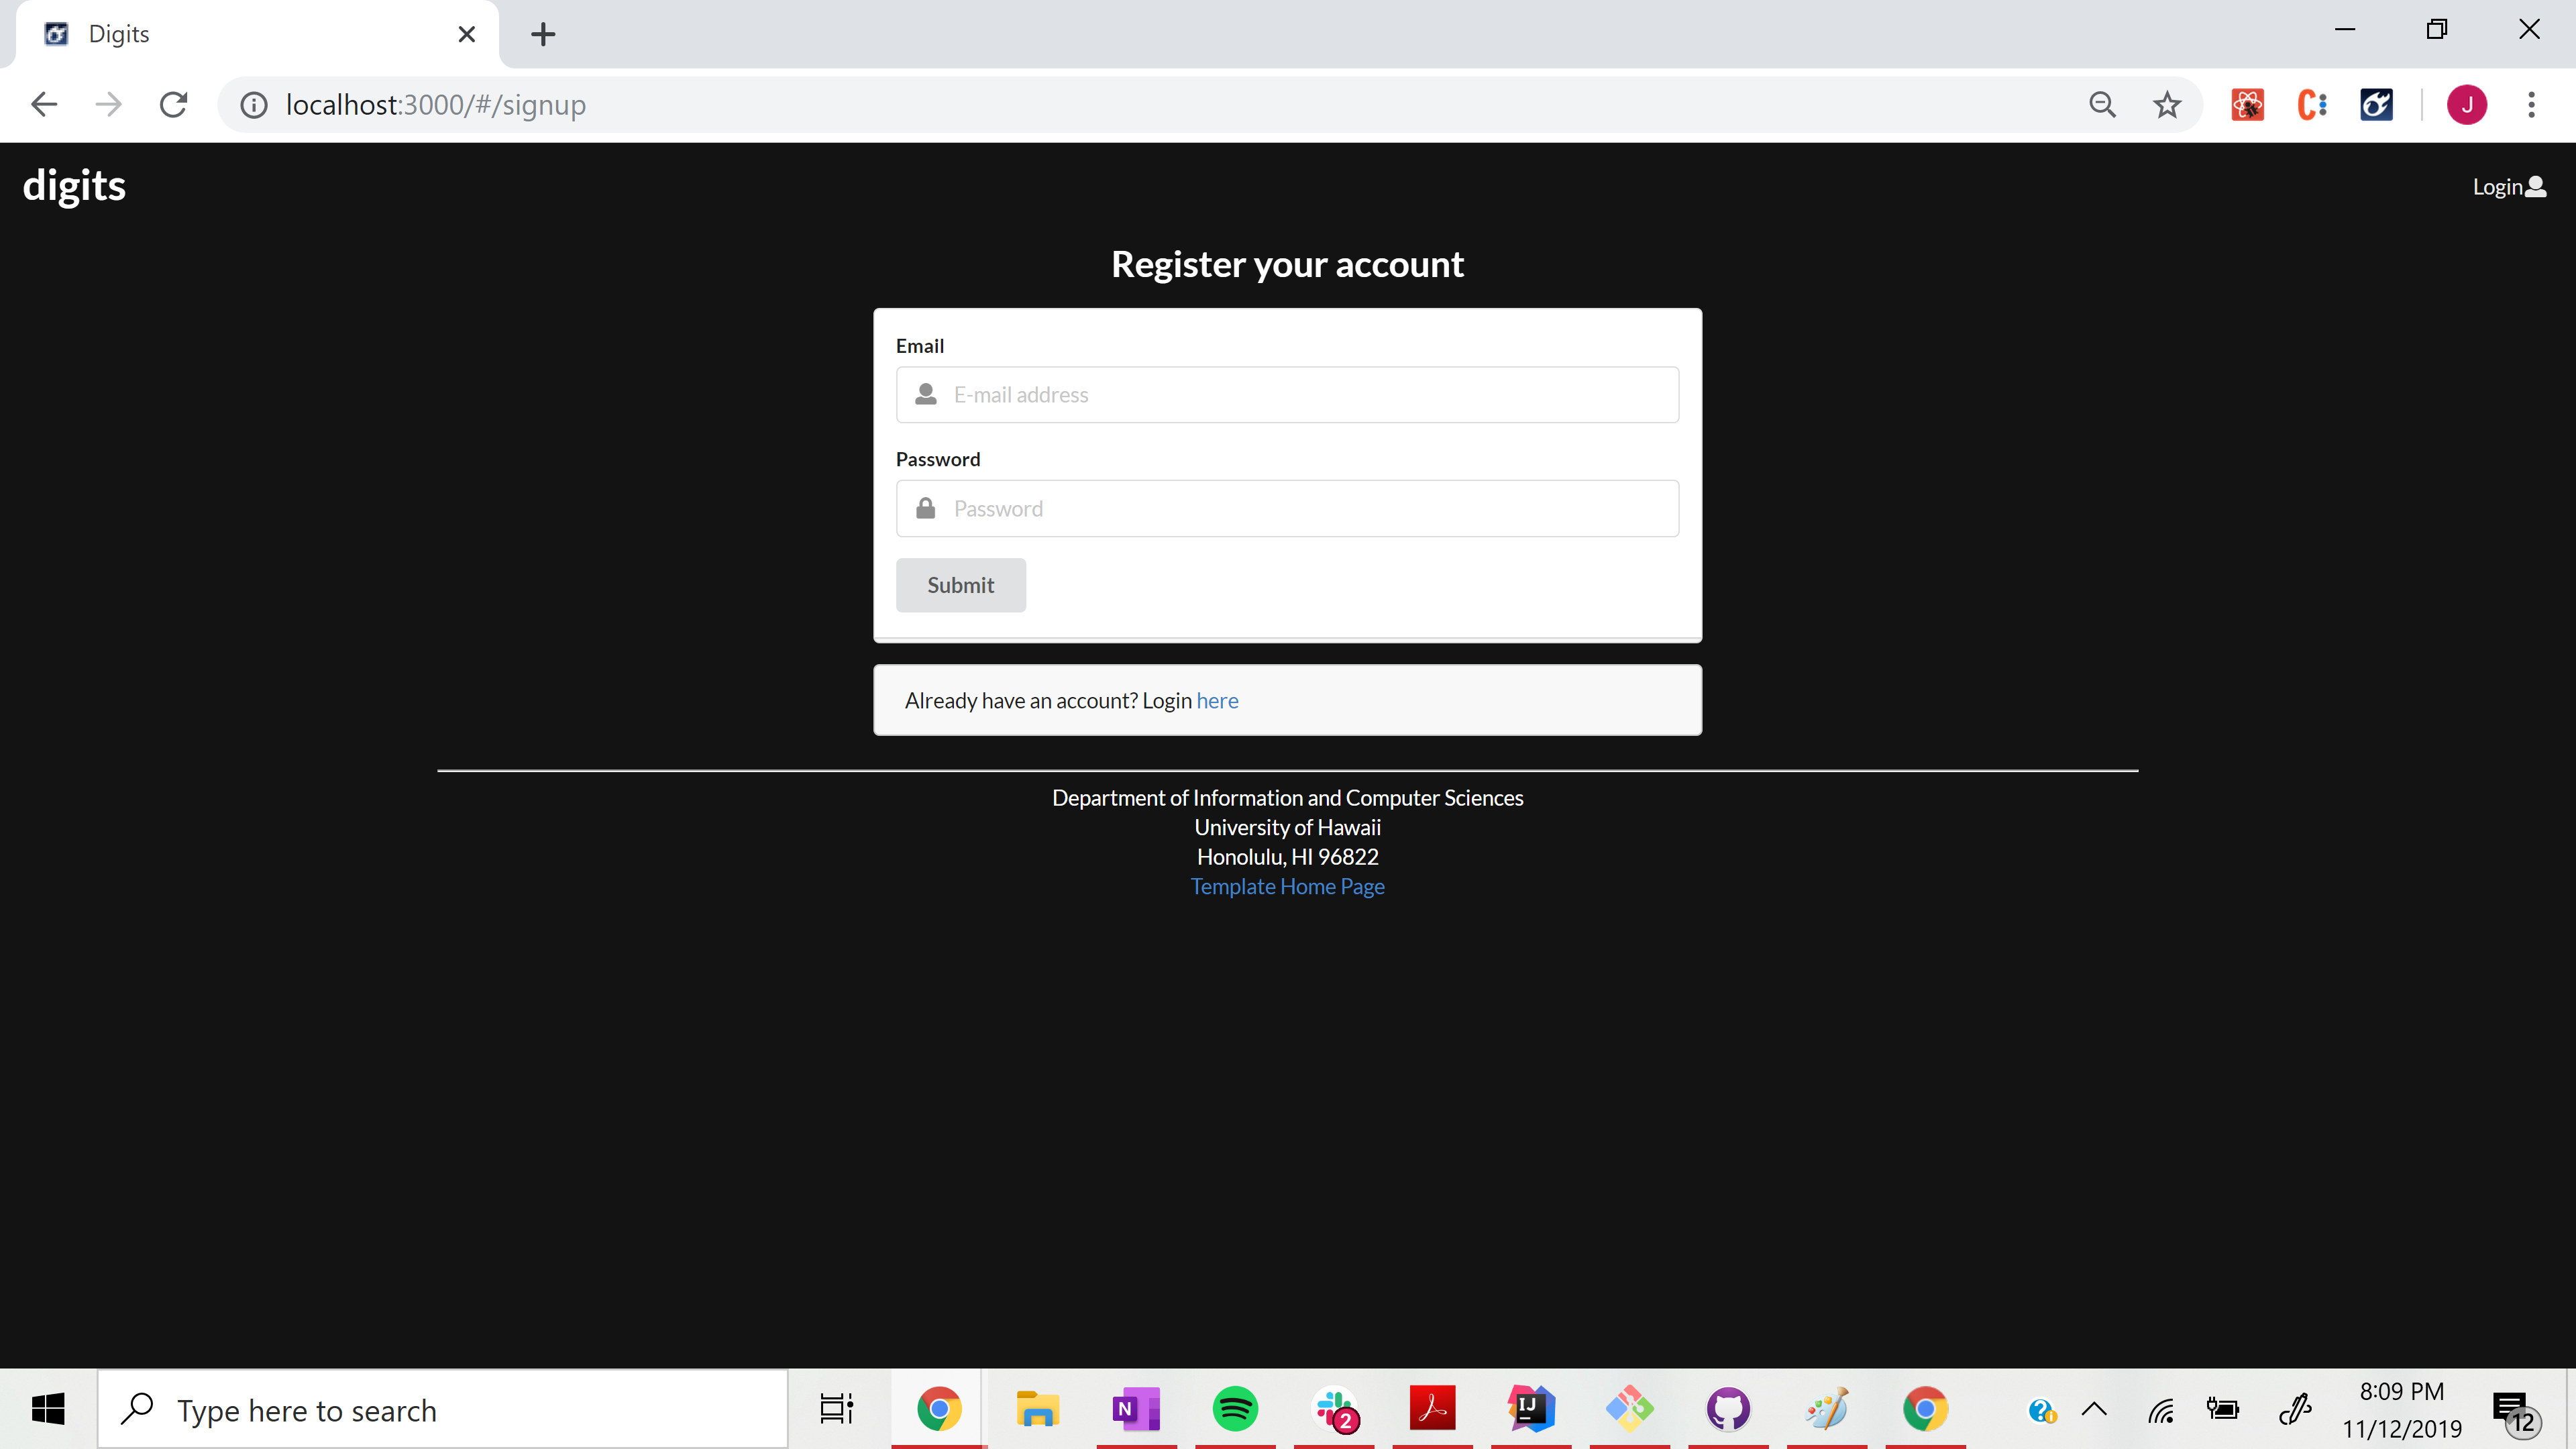 Digits
localhost:3000/#/signup
J
digits
Login
Register your account
Email
E-mail address
Password
Password
Submit
Already have an account? Login here
Department of Information and Computer Sciences
University of Hawaii
Honolulu, HI 96822
Template Home Page
Type here to search
N
2
IJ
8:09 PM
11/12/2019
12